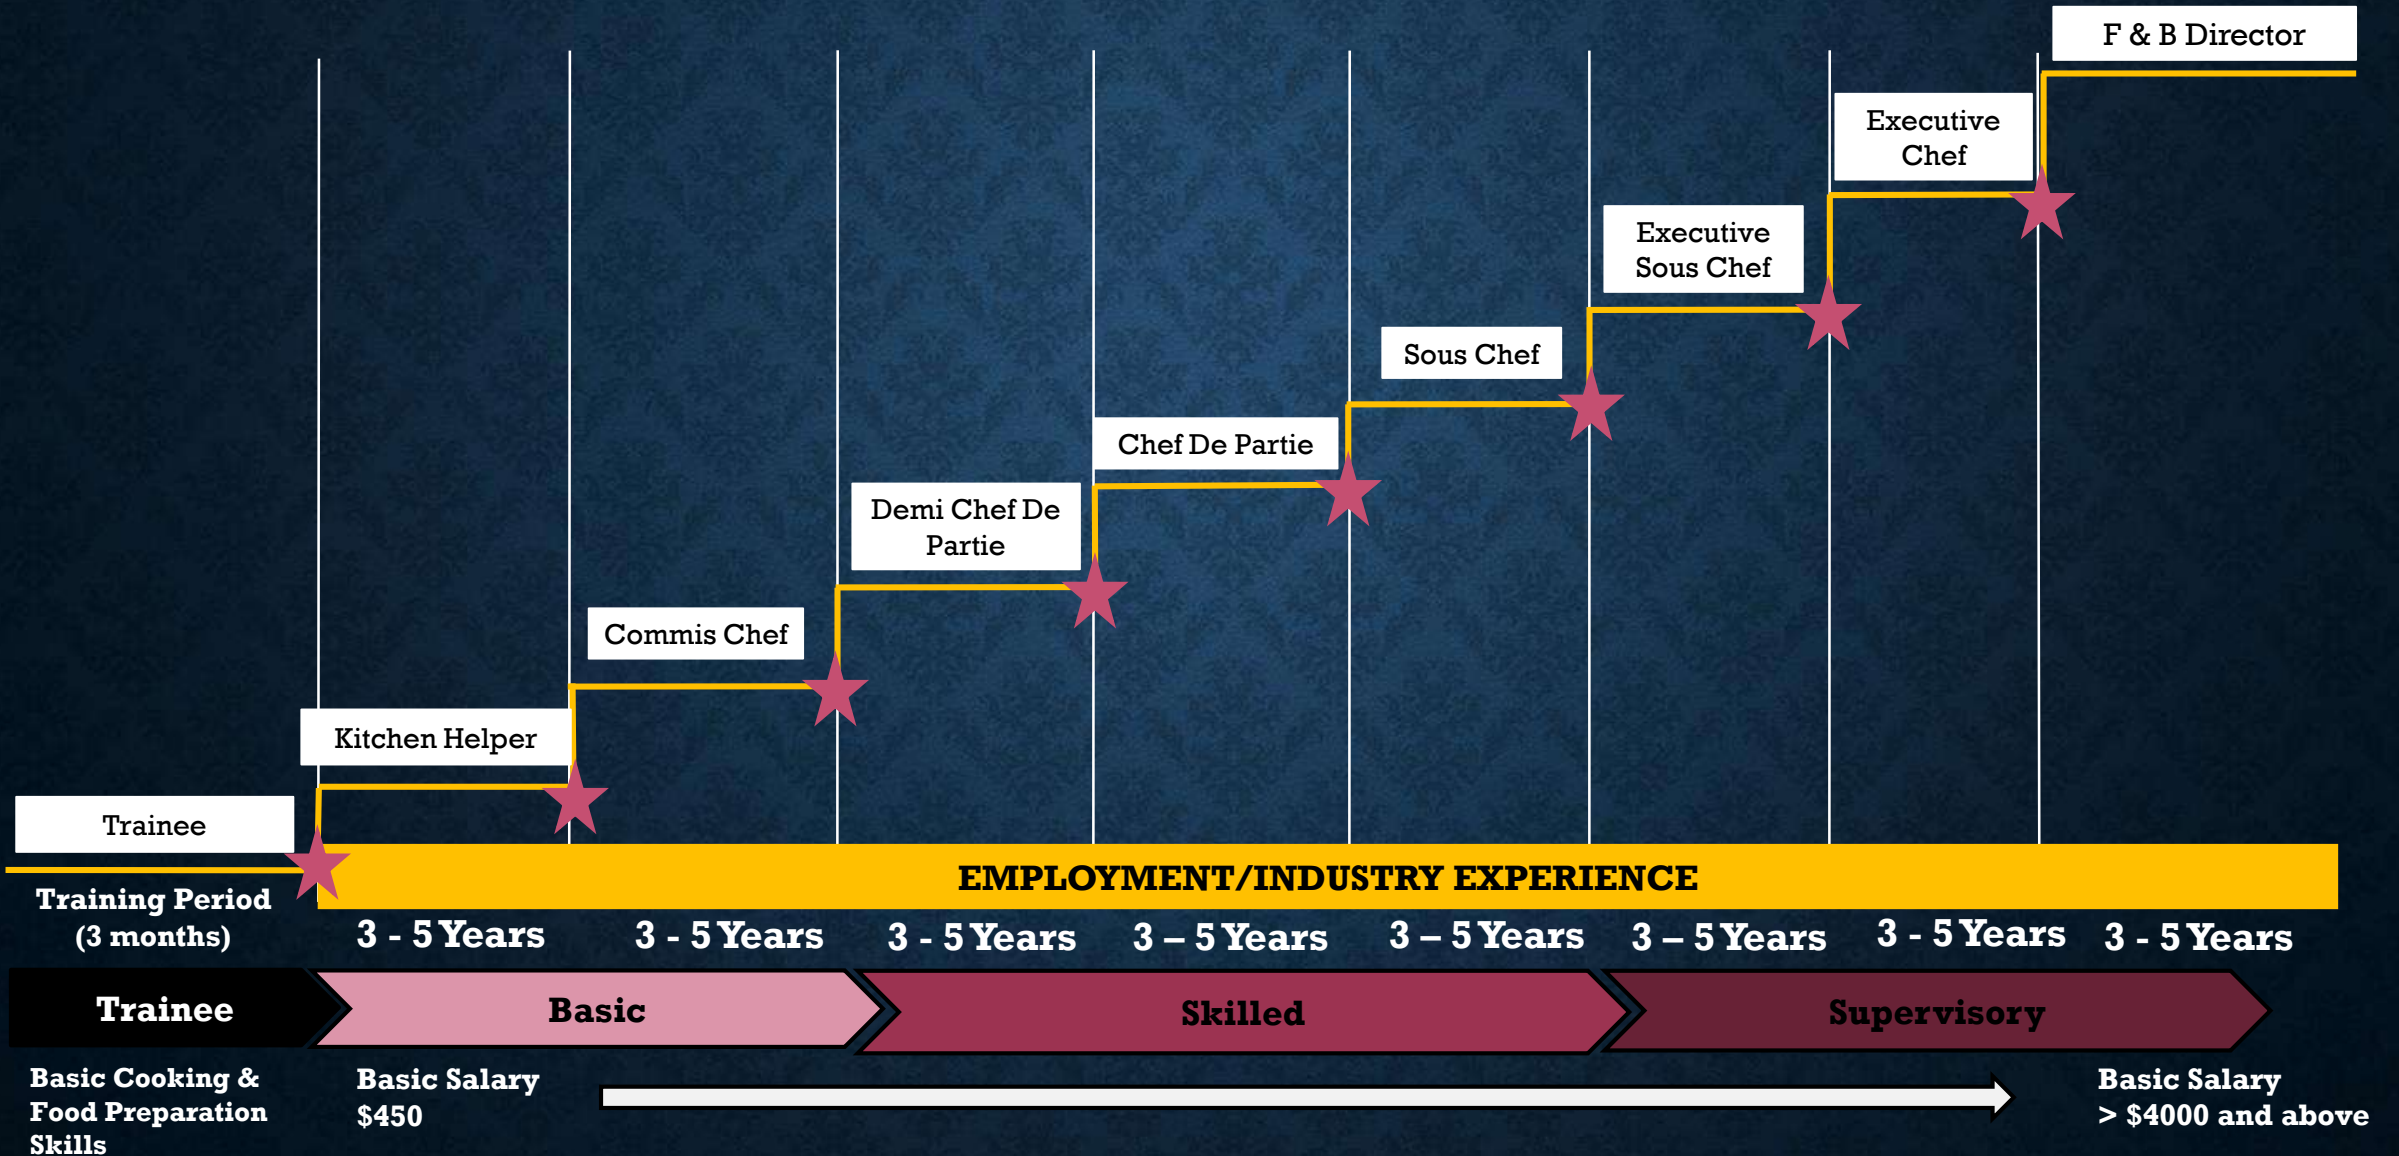 F & B Director
Executive
Chef
Executive
Sous Chef
Sous Chef
Chef De Partie
Demi Chef De
Partie
Commis Chef
Kitchen Helper
Trainee
EMPLOYMENT/INDUSTRY EXPERIENCE
Training Period
(3 months)
3 - 5 Years
3 - 5 Years
3 - 5 Years
3 – 5 Years
3 – 5 Years
3 – 5 Years
3 - 5 Years
3 - 5 Years
Trainee
Basic
Skilled
Supervisory
Basic Cooking &
Food Preparation
Skills
Basic Salary
$450
Basic Salary
> $4000 and above